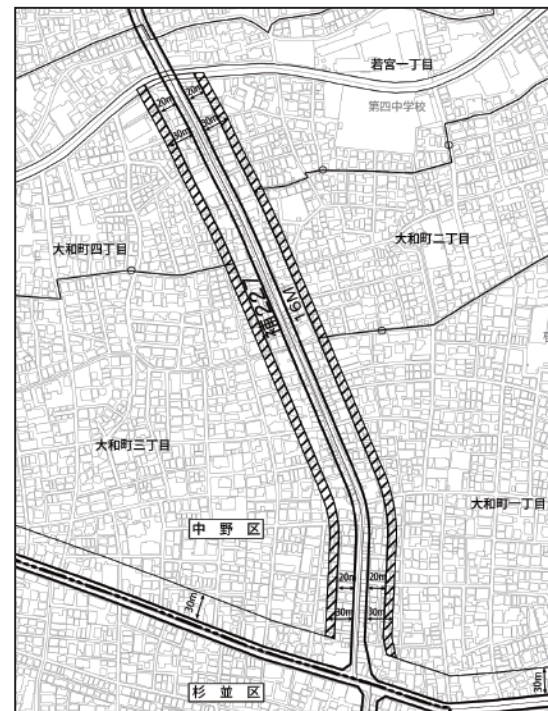 若宮一丁目
20m
20m
第四中学校
30m
30m
大和町四丁目
大和町二丁目
補122
16M
大和町三丁目
大和町一丁目
中野区
20m
20m
30m
30m
30m
30m
杉並区